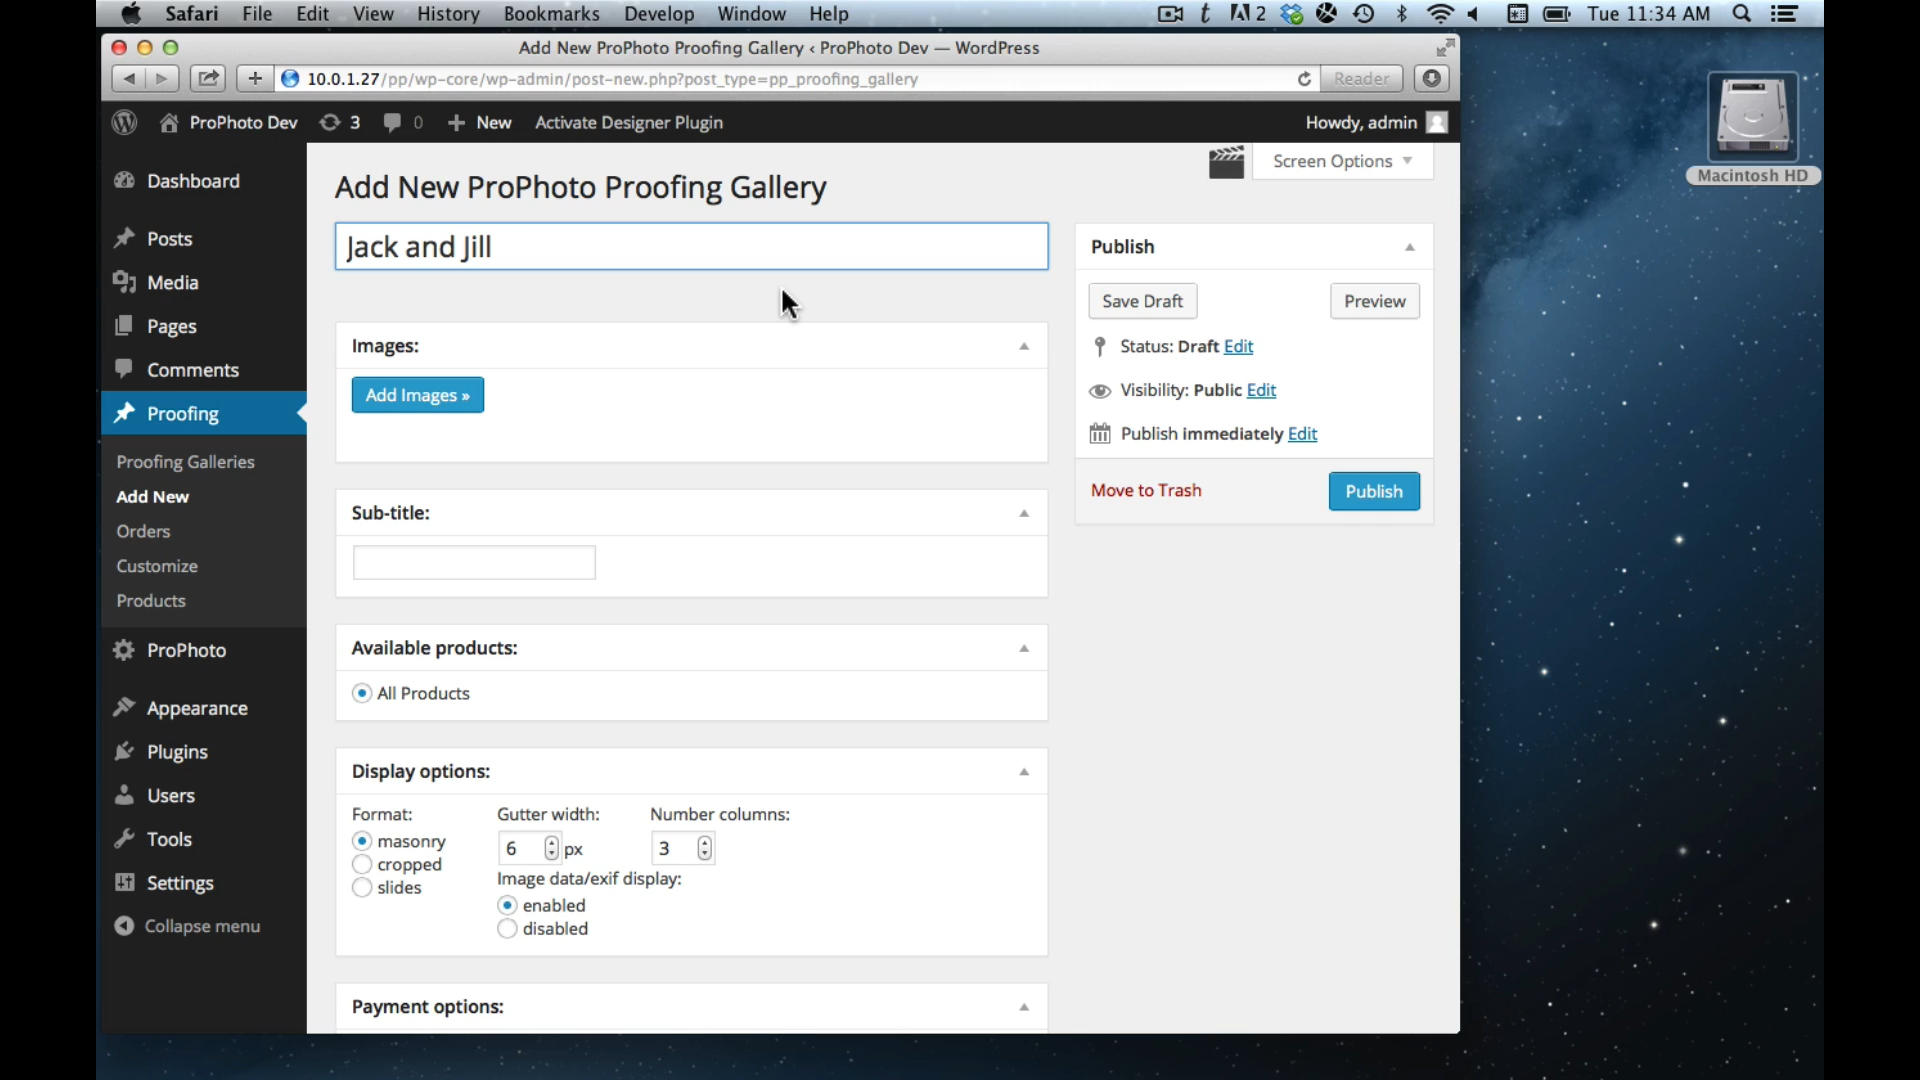 Safari File Edit View History Bookmarks Develop Window Help 2 Tue 11:34 AM
Add New ProPhoto Proofing Gallery ‹ ProPhoto Dev — WordPress
10.0.1.27/pp/wp-core/wp-admin/post-new.php?post_type=pp_proofing_gallery Reader
ProPhoto Dev 3 0 + New Activate Designer Plugin Howdy, admin
Macintosh HD
Screen Options
Dashboard
Posts
Media
Pages
Comments
Proofing
Proofing Galleries
Add New
Orders
Customize
Products
ProPhoto
Appearance
Plugins
Users
Tools
Settings
Collapse menu
Add New ProPhoto Proofing Gallery
Jack and Jill
Images:
Add Images »
Sub-title:
Available products:
All Products
Display options:
Format:
masonry
cropped
slides
Gutter width:
6 px
Number columns:
3
Image data/exif display:
enabled
disabled
Payment options:
Publish
Save Draft Preview
Status: Draft Edit
Visibility: Public Edit
Publish immediately Edit
Move to Trash Publish